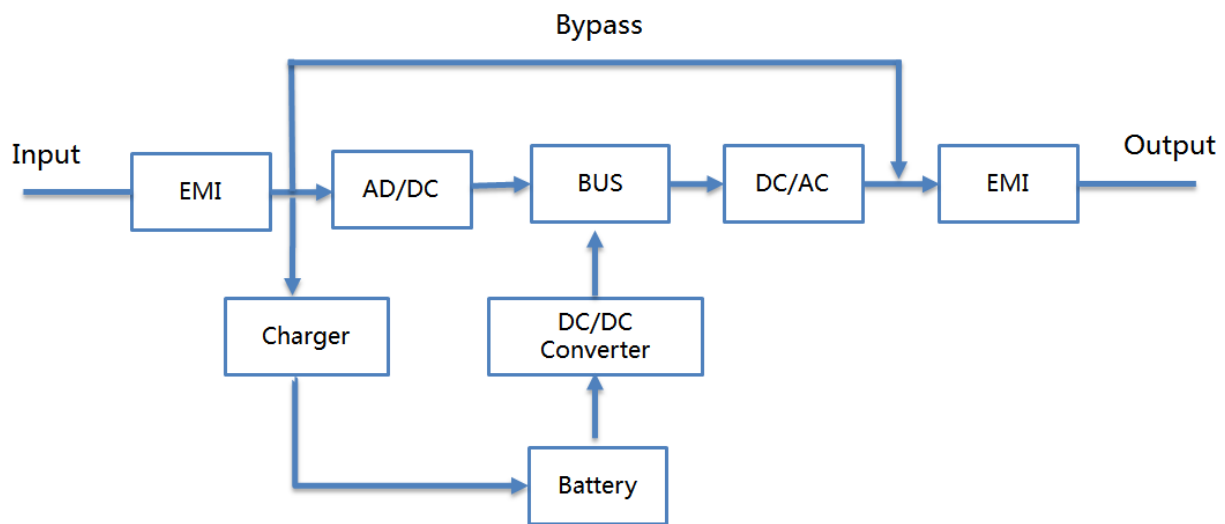 Bypass
Input
Output
EMI
AD/DC
BUS
DC/AC
EMI
Charger
DC/DC
Converter
Battery